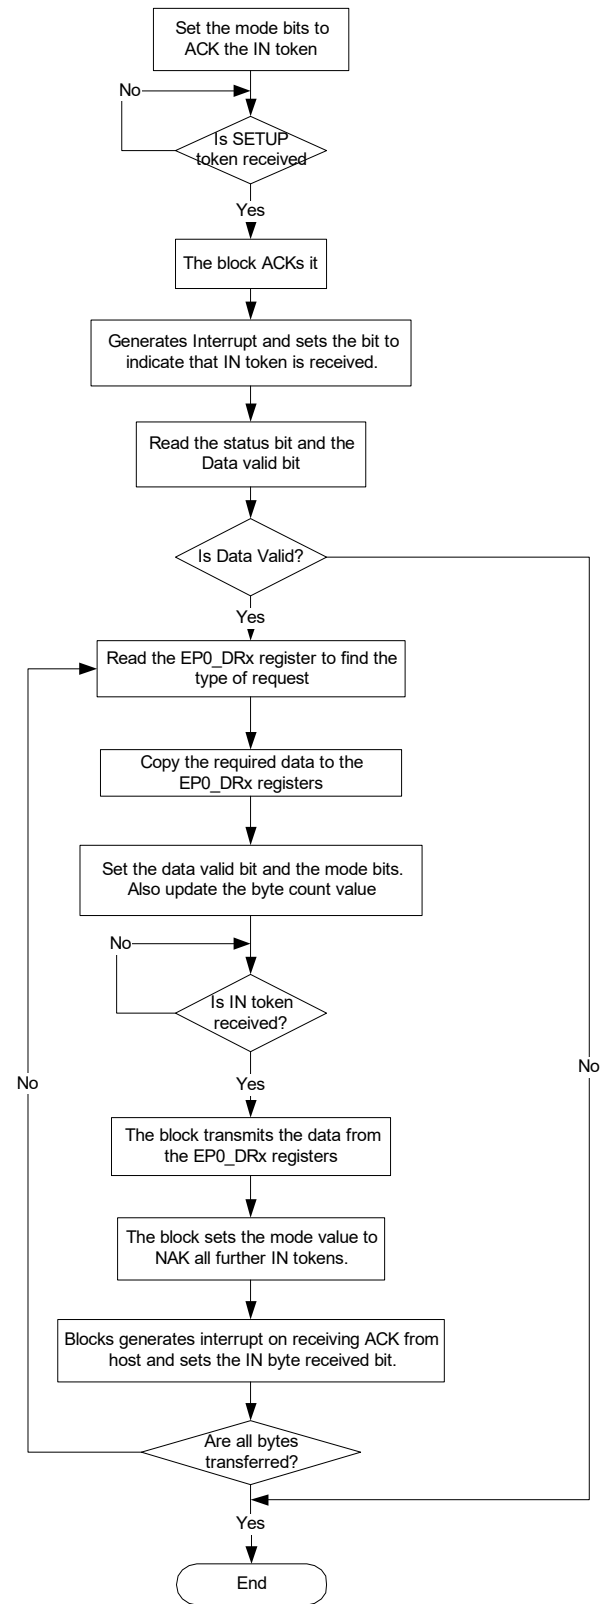 Set the mode bits to
ACK the IN token
No
Is SETUP
token received
Yes
The block ACKs it
Generates Interrupt and sets the bit to
indicate that IN token is received.
Read the status bit and the
Data valid bit
Is Data Valid?
Yes
Read the EP0_DRx register to find the
type of request
Copy the required data to the
EP0_DRx registers
Set the data valid bit and the mode bits.
Also update the byte count value
No
Is IN token
received?
No
No
Yes
The block transmits the data from
the EP0_DRx registers
The block sets the mode value to
NAK all further IN tokens.
Blocks generates interrupt on receiving ACK from
host and sets the IN byte received bit.
Are all bytes
transferred?
Yes
End